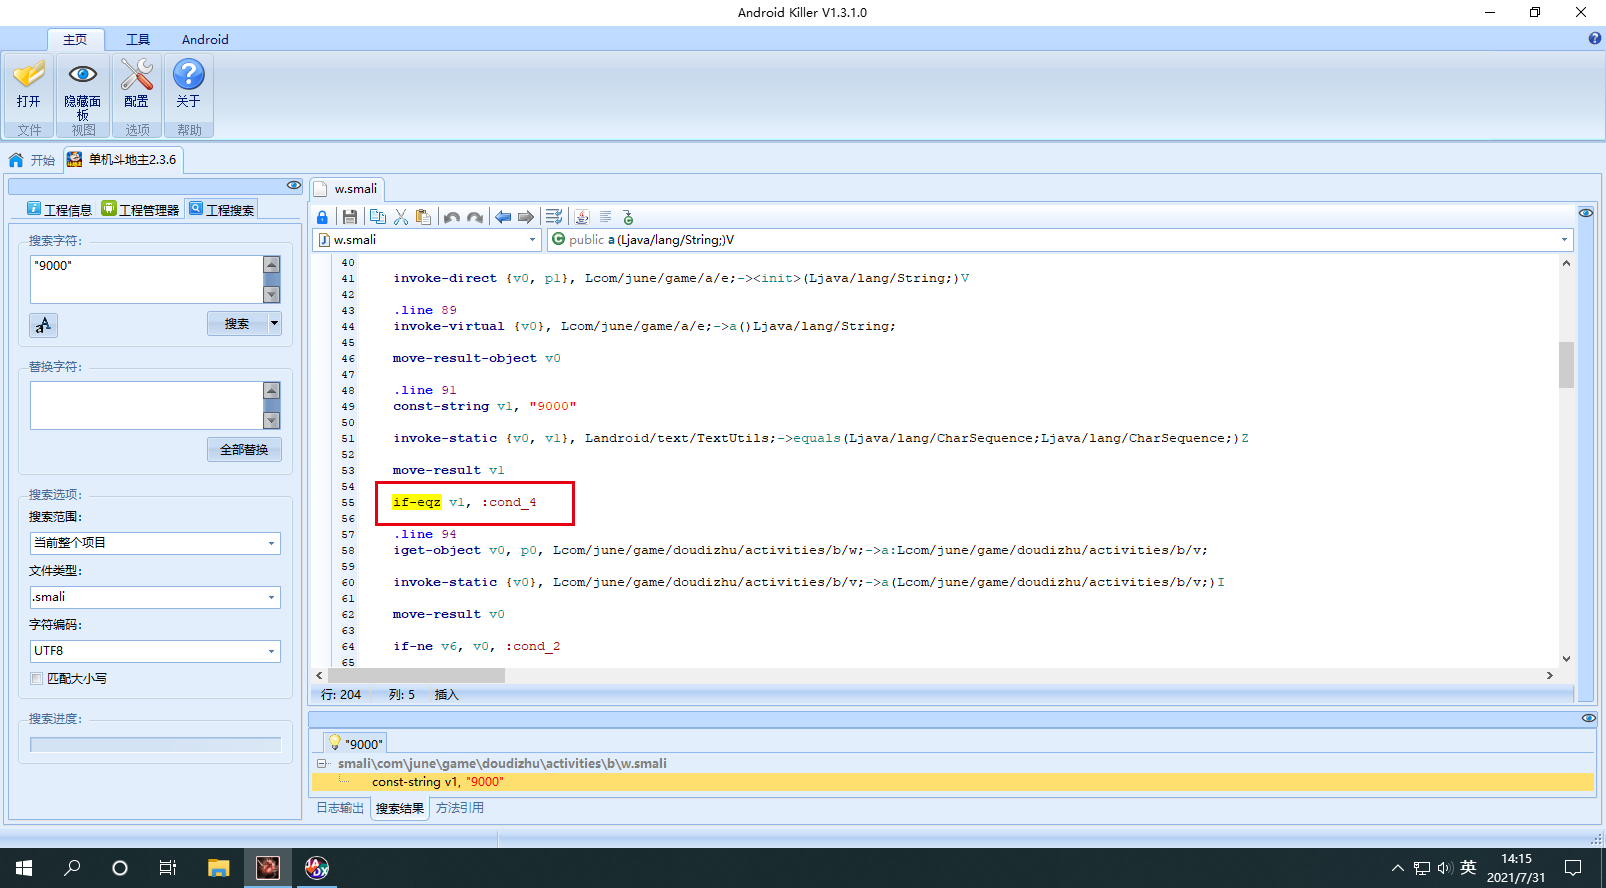 Android Killer V1.3.1.0
主页 工具 Android
打开 隐藏面板 配置 关于
文件 视图 选项 帮助
开始 单机斗地主2.3.6
工程信息 工程管理器 工程搜索
搜索字符:
"9000"
搜索
替换字符:
全部替换
搜索选项:
搜索范围:
当前整个项目
文件类型:
.smali
字符编码:
UTF8
匹配大小写
搜索进度:
w.smali
w.smali public a (Ljava/lang/String;)V
40
41 invoke-direct {v0, p1}, Lcom/june/game/a/e;-><init>(Ljava/lang/String;)V
42
43 .line 89
44 invoke-virtual {v0}, Lcom/june/game/a/e;->a()Ljava/lang/String;
45
46 move-result-object v0
47
48 .line 91
49 const-string v1, "9000"
50
51 invoke-static {v0, v1}, Landroid/text/TextUtils;->equals(Ljava/lang/CharSequence;Ljava/lang/CharSequence;)Z
52
53 move-result v1
54
55 if-eqz v1, :cond_4
56
57 .line 94
58 iget-object v0, p0, Lcom/june/game/doudizhu/activities/b/w;->a:Lcom/june/game/doudizhu/activities/b/v;
59
60 invoke-static {v0}, Lcom/june/game/doudizhu/activities/b/v;->a(Lcom/june/game/doudizhu/activities/b/v;)I
61
62 move-result v0
63
64 if-ne v6, v0, :cond_2
65
行: 204 列: 5 插入
"9000"
smali\com\june\game\doudizhu\activities\b\w.smali
const-string v1, "9000"
日志输出 搜索结果 方法引用
英
14:15
2021/7/31